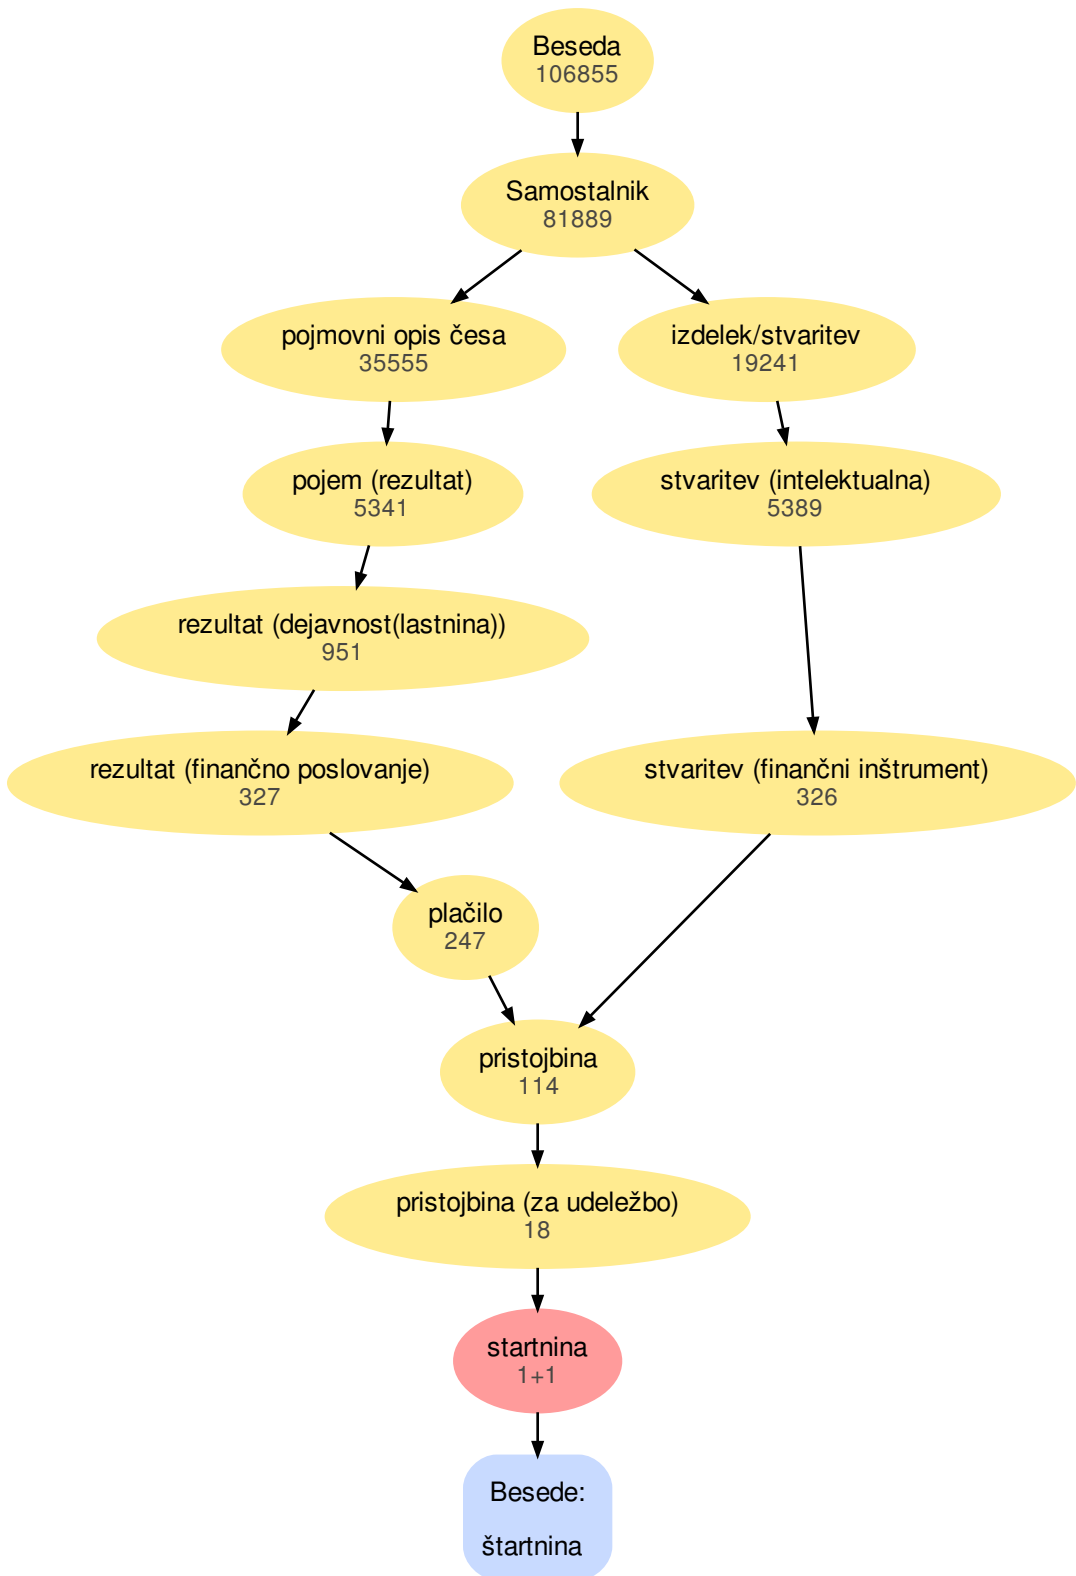 Beseda
106855
Samostalnik
81889
pojmovni opis česa
35555
izdelek/stvaritev
19241
pojem (rezultat)
5341
stvaritev (intelektualna)
5389
rezultat (dejavnost(lastnina))
951
rezultat (finančno poslovanje)
327
stvaritev (finančni inštrument)
326
plačilo
247
pristojbina
114
pristojbina (za udeležbo)
18
startnina
1+1
Besede:
štartnina